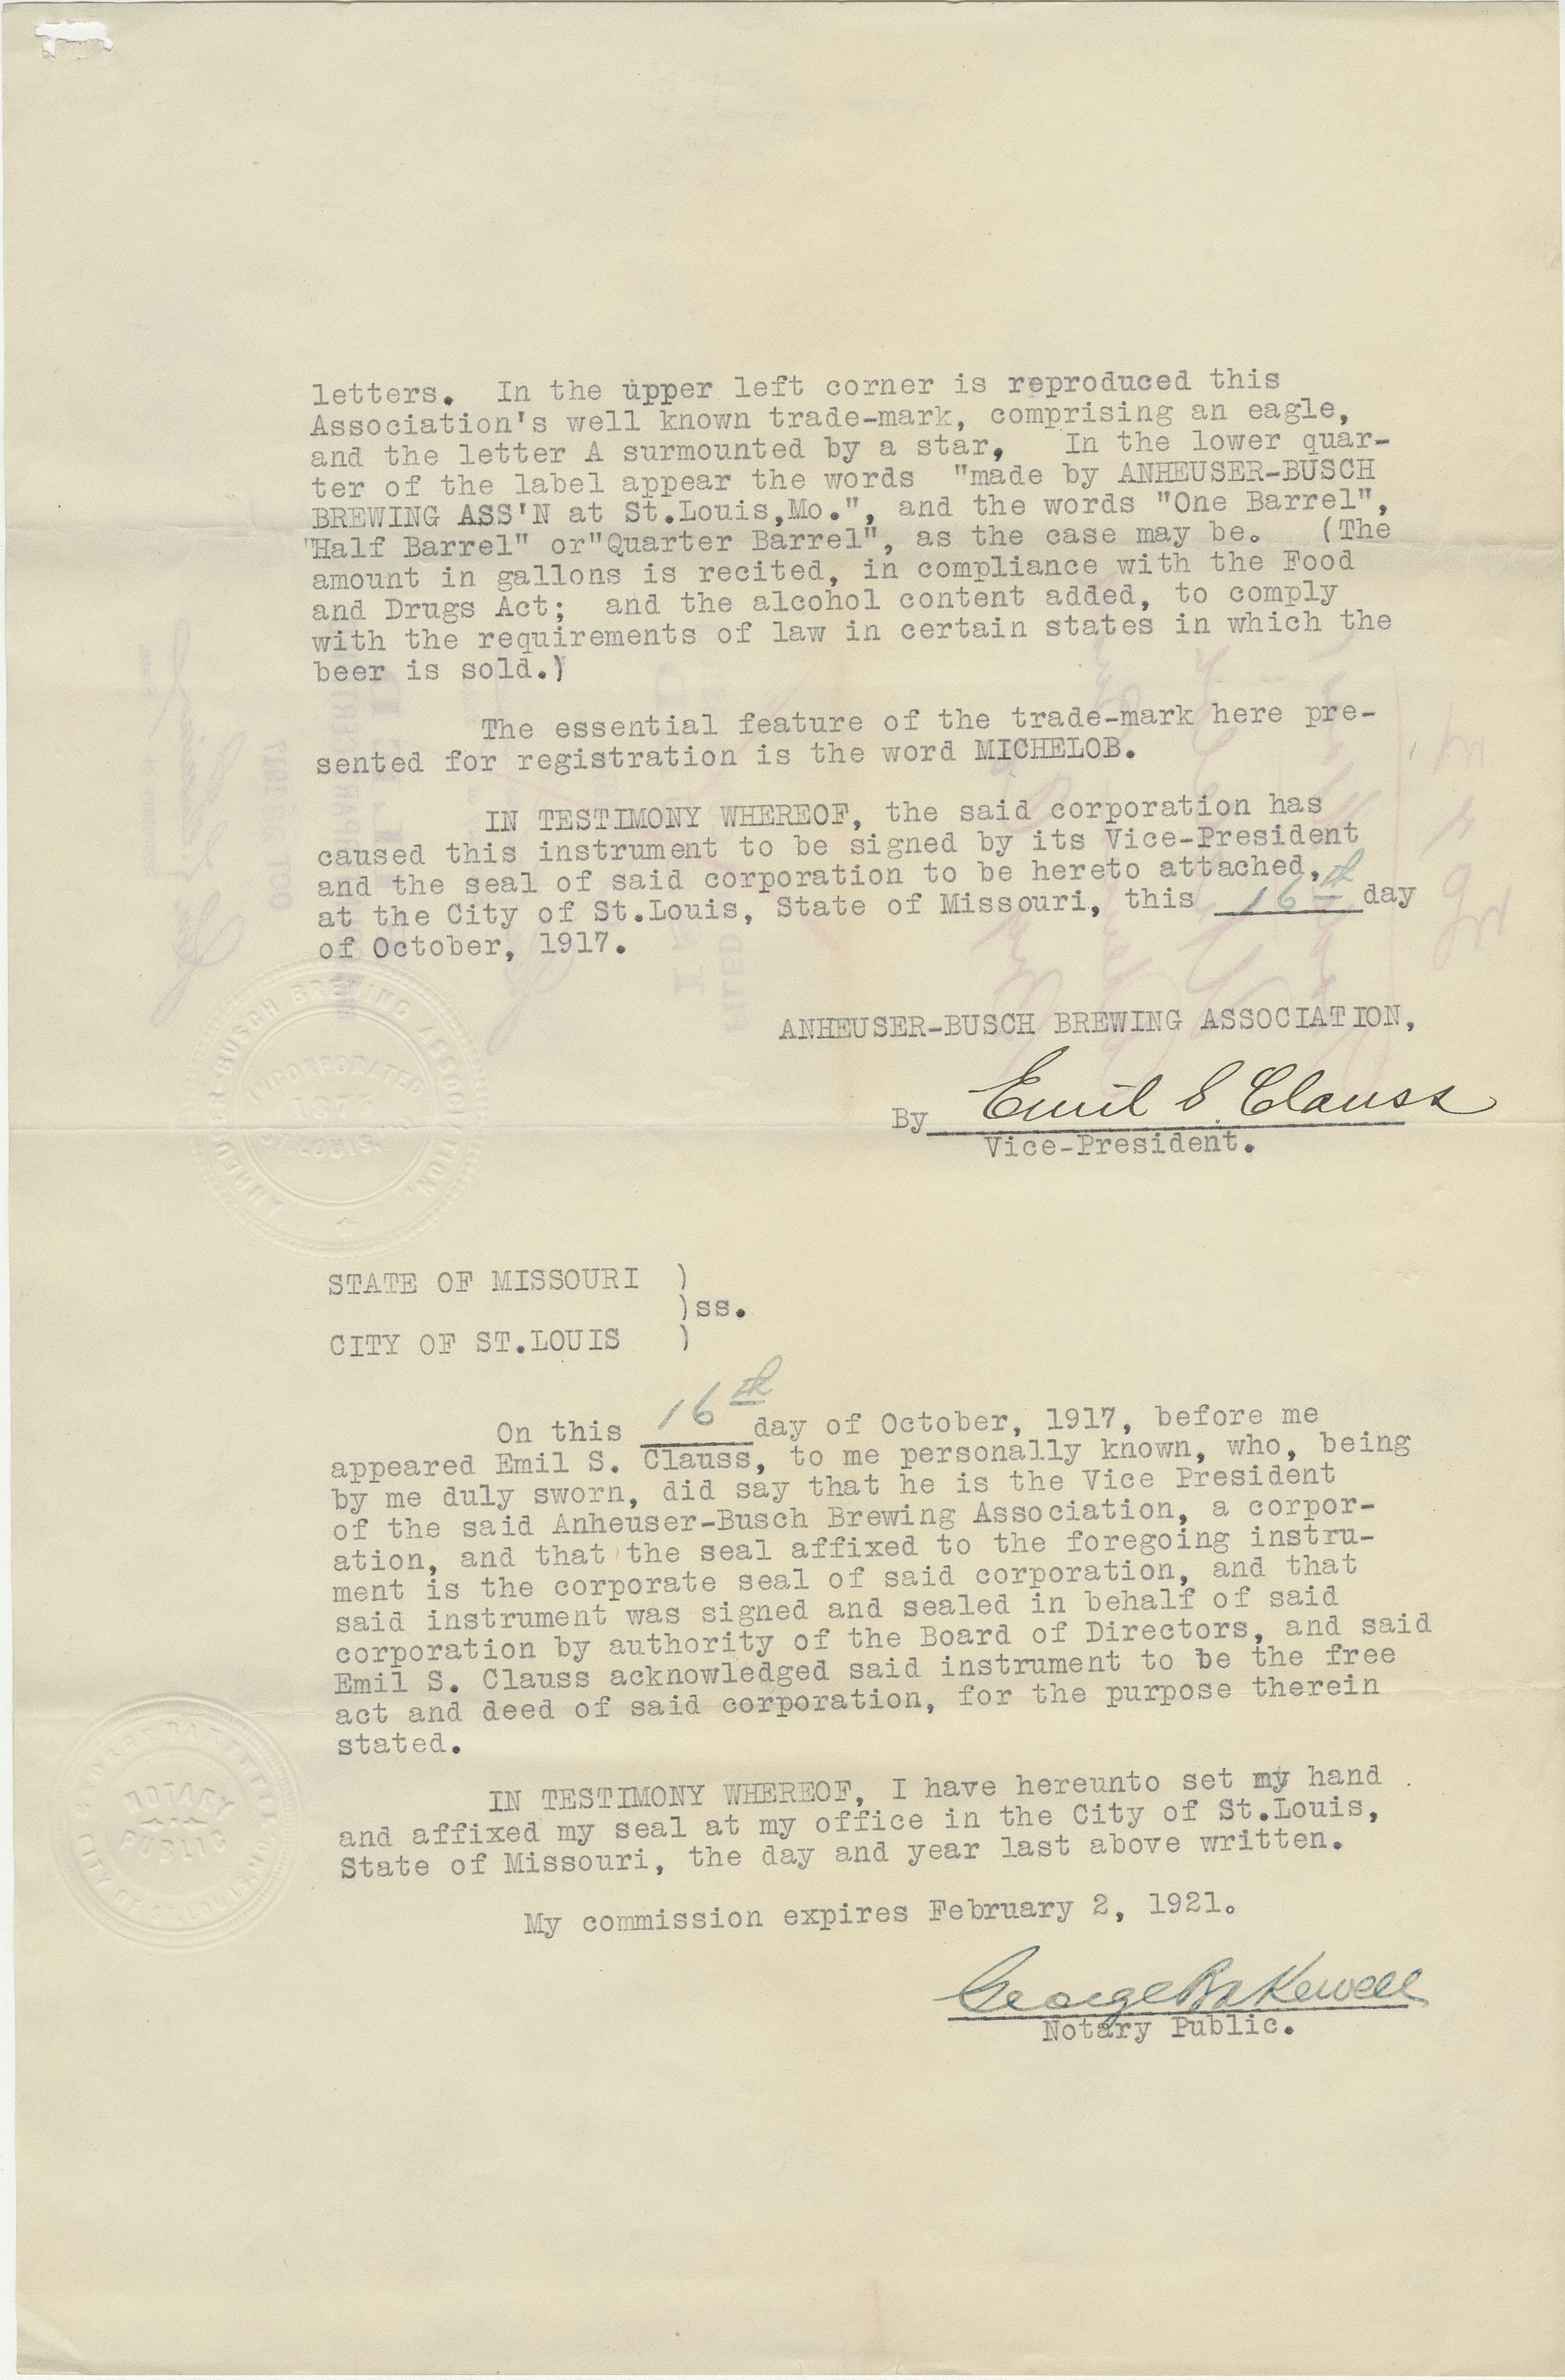 letters.  In the upper left corner is reproduced this
Association's well known trade-mark, comprising an eagle,
and the letter A surmounted by a star,   In the lower quar-
ter of the label appear the words  "made by ANHEUSER-BUSCH
BREWING ASS'N at St.Louis,Mo.", and the words "One Barrel",
"Half Barrel" or"Quarter Barrel", as the case may be.   (The
amount in gallons is recited, in compliance with the Food
and Drugs Act;  and the alcohol content added, to comply
with the requirements of law in certain states in which the
beer is sold.)
The essential feature of the trade-mark here pre-
sented for registration is the word MICHELOB.
IN TESTIMONY WHEREOF, the said corporation has
caused this instrument to be signed by its Vice-President
and the seal of said corporation to be hereto attached,
at the City of St.Louis, State of Missouri, this 16th day
of October, 1917.
ANHEUSER-BUSCH BREWING ASSOCIATION,
By Emil S. Clauss
Vice-President.
ANHEUSER-BUSCH BREWING ASSOCIATION,
INCORPORATED
ST. LOUIS.
STATE OF MISSOURI  )
)ss.
CITY OF ST.LOUIS   )
On this 16th day of October, 1917, before me
appeared Emil S. Clauss, to me personally known, who, being
by me duly sworn, did say that he is the Vice President
of the said Anheuser-Busch Brewing Association, a corpor-
ation, and that the seal affixed to the foregoing instru-
ment is the corporate seal of said corporation, and that
said instrument was signed and sealed in behalf of said
corporation by authority of the Board of Directors, and said
Emil S. Clauss acknowledged said instrument to be the free
act and deed of said corporation, for the purpose therein
stated.
IN TESTIMONY WHEREOF, I have hereunto set my hand
and affixed my seal at my office in the City of St.Louis,
State of Missouri, the day and year last above written.
My commission expires February 2, 1921.
George Bakewell
Notary Public.
NOTARY
PUBLIC
CITY OF ST. LOUIS